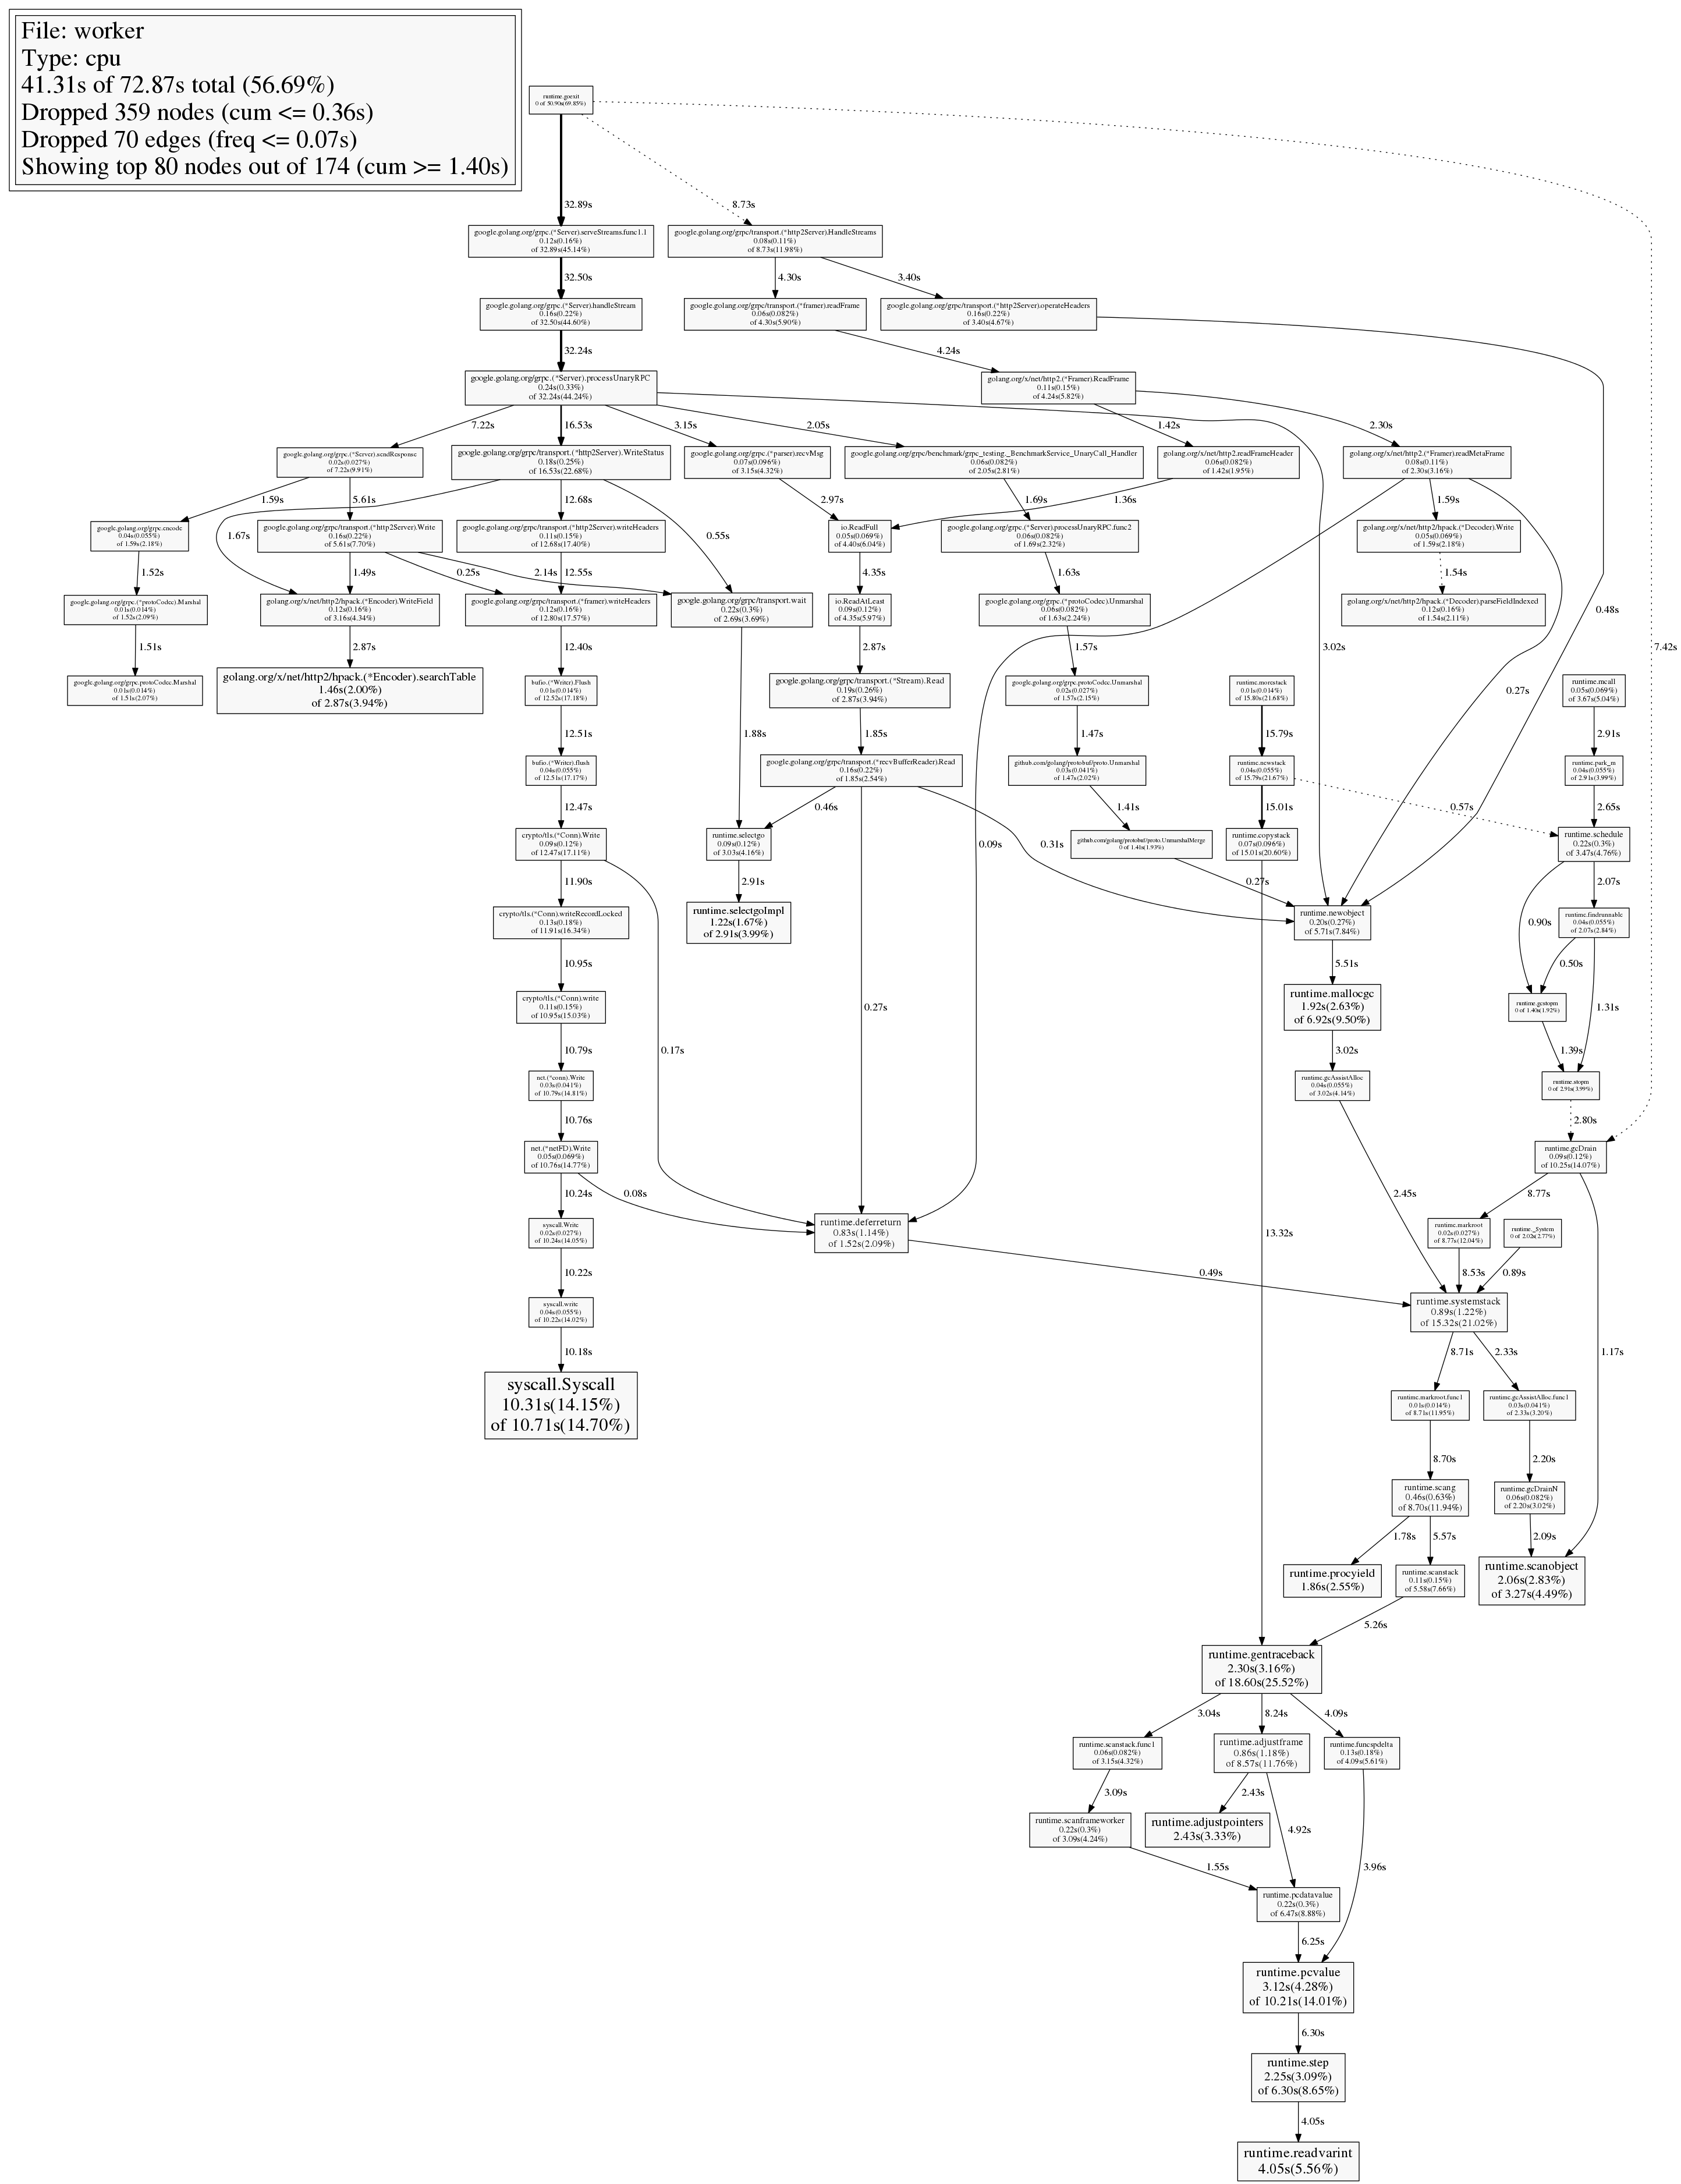 File: worker
Type: cpu
41.31s of 72.87s total (56.69%)
Dropped 359 nodes (cum <= 0.36s)
Dropped 70 edges (freq <= 0.07s)
Showing top 80 nodes out of 174 (cum >= 1.40s)
runtime.goexit
0 of 50.90s(69.85%)
32.89s
8.73s
google.golang.org/grpc.(*Server).serveStreams.func1.1
0.12s(0.16%)
of 32.89s(45.14%)
google.golang.org/grpc/transport.(*http2Server).HandleStreams
0.08s(0.11%)
of 8.73s(11.98%)
32.50s
4.30s
3.40s
google.golang.org/grpc.(*Server).handleStream
0.16s(0.22%)
of 32.50s(44.60%)
google.golang.org/grpc/transport.(*framer).readFrame
0.06s(0.082%)
of 4.30s(5.90%)
google.golang.org/grpc/transport.(*http2Server).operateHeaders
0.16s(0.22%)
of 3.40s(4.67%)
32.24s
4.24s
google.golang.org/grpc.(*Server).processUnaryRPC
0.24s(0.33%)
of 32.24s(44.24%)
golang.org/x/net/http2.(*Framer).ReadFrame
0.11s(0.15%)
of 4.24s(5.82%)
7.22s
16.53s
3.15s
2.05s
1.42s
2.30s
google.golang.org/grpc.(*Server).sendResponse
0.02s(0.027%)
of 7.22s(9.91%)
google.golang.org/grpc/transport.(*http2Server).WriteStatus
0.18s(0.25%)
of 16.53s(22.68%)
google.golang.org/grpc.(*parser).recvMsg
0.07s(0.096%)
of 3.15s(4.32%)
google.golang.org/grpc/benchmark/grpc_testing._BenchmarkService_UnaryCall_Handler
0.06s(0.082%)
of 2.05s(2.81%)
golang.org/x/net/http2.readFrameHeader
0.06s(0.082%)
of 1.42s(1.95%)
golang.org/x/net/http2.(*Framer).readMetaFrame
0.08s(0.11%)
of 2.30s(3.16%)
1.59s
5.61s
12.68s
2.97s
1.69s
1.36s
1.59s
google.golang.org/grpc.encode
0.04s(0.055%)
of 1.59s(2.18%)
google.golang.org/grpc/transport.(*http2Server).Write
0.16s(0.22%)
of 5.61s(7.70%)
google.golang.org/grpc/transport.(*http2Server).writeHeaders
0.11s(0.15%)
of 12.68s(17.40%)
io.ReadFull
0.05s(0.069%)
of 4.40s(6.04%)
google.golang.org/grpc.(*Server).processUnaryRPC.func2
0.06s(0.082%)
of 1.69s(2.32%)
golang.org/x/net/http2/hpack.(*Decoder).Write
0.05s(0.069%)
of 1.59s(2.18%)
1.67s
0.55s
1.52s
1.49s
0.25s
2.14s
12.55s
4.35s
1.63s
1.54s
0.48s
google.golang.org/grpc.(*protoCodec).Marshal
0.01s(0.014%)
of 1.52s(2.09%)
golang.org/x/net/http2/hpack.(*Encoder).WriteField
0.12s(0.16%)
of 3.16s(4.34%)
google.golang.org/grpc/transport.(*framer).writeHeaders
0.12s(0.16%)
of 12.80s(17.57%)
google.golang.org/grpc/transport.wait
0.22s(0.3%)
of 2.69s(3.69%)
io.ReadAtLeast
0.09s(0.12%)
of 4.35s(5.97%)
google.golang.org/grpc.(*protoCodec).Unmarshal
0.06s(0.082%)
of 1.63s(2.24%)
golang.org/x/net/http2/hpack.(*Decoder).parseFieldIndexed
0.12s(0.16%)
of 1.54s(2.11%)
1.51s
2.87s
12.40s
2.87s
1.57s
3.02s
7.42s
google.golang.org/grpc.protoCodec.Marshal
0.01s(0.014%)
of 1.51s(2.07%)
golang.org/x/net/http2/hpack.(*Encoder).searchTable
1.46s(2.00%)
of 2.87s(3.94%)
bufio.(*Writer).Flush
0.01s(0.014%)
of 12.52s(17.18%)
google.golang.org/grpc/transport.(*Stream).Read
0.19s(0.26%)
of 2.87s(3.94%)
google.golang.org/grpc.protoCodec.Unmarshal
0.02s(0.027%)
of 1.57s(2.15%)
runtime.morestack
0.01s(0.014%)
of 15.80s(21.68%)
0.27s
runtime.mcall
0.05s(0.069%)
of 3.67s(5.04%)
12.51s
1.88s
1.85s
1.47s
15.79s
2.91s
bufio.(*Writer).flush
0.04s(0.055%)
of 12.51s(17.17%)
google.golang.org/grpc/transport.(*recvBufferReader).Read
0.16s(0.22%)
of 1.85s(2.54%)
github.com/golang/protobuf/proto.Unmarshal
0.03s(0.041%)
of 1.47s(2.02%)
runtime.newstack
0.04s(0.055%)
of 15.79s(21.67%)
runtime.park_m
0.04s(0.055%)
of 2.91s(3.99%)
12.47s
0.46s
1.41s
15.01s
0.57s
2.65s
crypto/tls.(*Conn).Write
0.09s(0.12%)
of 12.47s(17.11%)
runtime.selectgo
0.09s(0.12%)
of 3.03s(4.16%)
0.09s
0.31s
github.com/golang/protobuf/proto.UnmarshalMerge
0 of 1.41s(1.93%)
runtime.copystack
0.07s(0.096%)
of 15.01s(20.60%)
runtime.schedule
0.22s(0.3%)
of 3.47s(4.76%)
11.90s
2.91s
0.27s
2.07s
crypto/tls.(*Conn).writeRecordLocked
0.13s(0.18%)
of 11.91s(16.34%)
runtime.selectgoImpl
1.22s(1.67%)
of 2.91s(3.99%)
runtime.newobject
0.20s(0.27%)
of 5.71s(7.84%)
0.90s
runtime.findrunnable
0.04s(0.055%)
of 2.07s(2.84%)
10.95s
5.51s
0.50s
crypto/tls.(*Conn).write
0.11s(0.15%)
of 10.95s(15.03%)
0.27s
runtime.mallocgc
1.92s(2.63%)
of 6.92s(9.50%)
runtime.gcstopm
0 of 1.40s(1.92%)
1.31s
10.79s
0.17s
3.02s
1.39s
net.(*conn).Write
0.03s(0.041%)
of 10.79s(14.81%)
runtime.gcAssistAlloc
0.04s(0.055%)
of 3.02s(4.14%)
runtime.stopm
0 of 2.91s(3.99%)
10.76s
2.80s
net.(*netFD).Write
0.05s(0.069%)
of 10.76s(14.77%)
runtime.gcDrain
0.09s(0.12%)
of 10.25s(14.07%)
10.24s
0.08s
2.45s
8.77s
syscall.Write
0.02s(0.027%)
of 10.24s(14.05%)
runtime.deferreturn
0.83s(1.14%)
of 1.52s(2.09%)
13.32s
runtime.markroot
0.02s(0.027%)
of 8.77s(12.04%)
runtime._System
0 of 2.02s(2.77%)
10.22s
0.49s
8.53s
0.89s
syscall.write
0.04s(0.055%)
of 10.22s(14.02%)
runtime.systemstack
0.89s(1.22%)
of 15.32s(21.02%)
10.18s
8.71s
2.33s
1.17s
syscall.Syscall
10.31s(14.15%)
of 10.71s(14.70%)
runtime.markroot.func1
0.01s(0.014%)
of 8.71s(11.95%)
runtime.gcAssistAlloc.func1
0.03s(0.041%)
of 2.33s(3.20%)
8.70s
2.20s
runtime.scang
0.46s(0.63%)
of 8.70s(11.94%)
runtime.gcDrainN
0.06s(0.082%)
of 2.20s(3.02%)
1.78s
5.57s
2.09s
runtime.procyield
1.86s(2.55%)
runtime.scanstack
0.11s(0.15%)
of 5.58s(7.66%)
runtime.scanobject
2.06s(2.83%)
of 3.27s(4.49%)
5.26s
runtime.gentraceback
2.30s(3.16%)
of 18.60s(25.52%)
3.04s
8.24s
4.09s
runtime.scanstack.func1
0.06s(0.082%)
of 3.15s(4.32%)
runtime.adjustframe
0.86s(1.18%)
of 8.57s(11.76%)
runtime.funcspdelta
0.13s(0.18%)
of 4.09s(5.61%)
3.09s
2.43s
runtime.scanframeworker
0.22s(0.3%)
of 3.09s(4.24%)
runtime.adjustpointers
2.43s(3.33%)
4.92s
1.55s
3.96s
runtime.pcdatavalue
0.22s(0.3%)
of 6.47s(8.88%)
6.25s
runtime.pcvalue
3.12s(4.28%)
of 10.21s(14.01%)
6.30s
runtime.step
2.25s(3.09%)
of 6.30s(8.65%)
4.05s
runtime.readvarint
4.05s(5.56%)